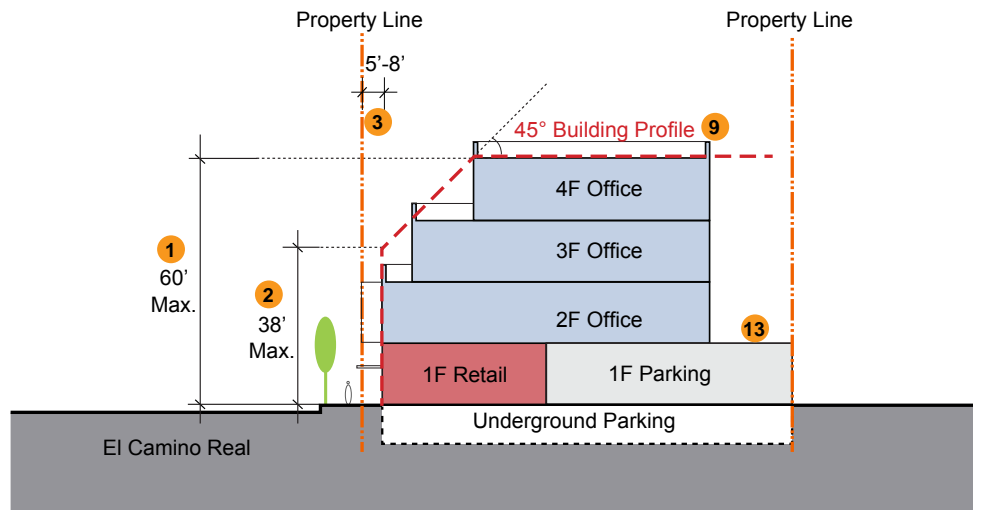 Property Line
Property Line
5’-8’
3
45° Building Profile 9
4F Office
1
60’
Max.
3F Office
2
38’
Max.
2F Office
13
1F Retail
1F Parking
Underground Parking
El Camino Real